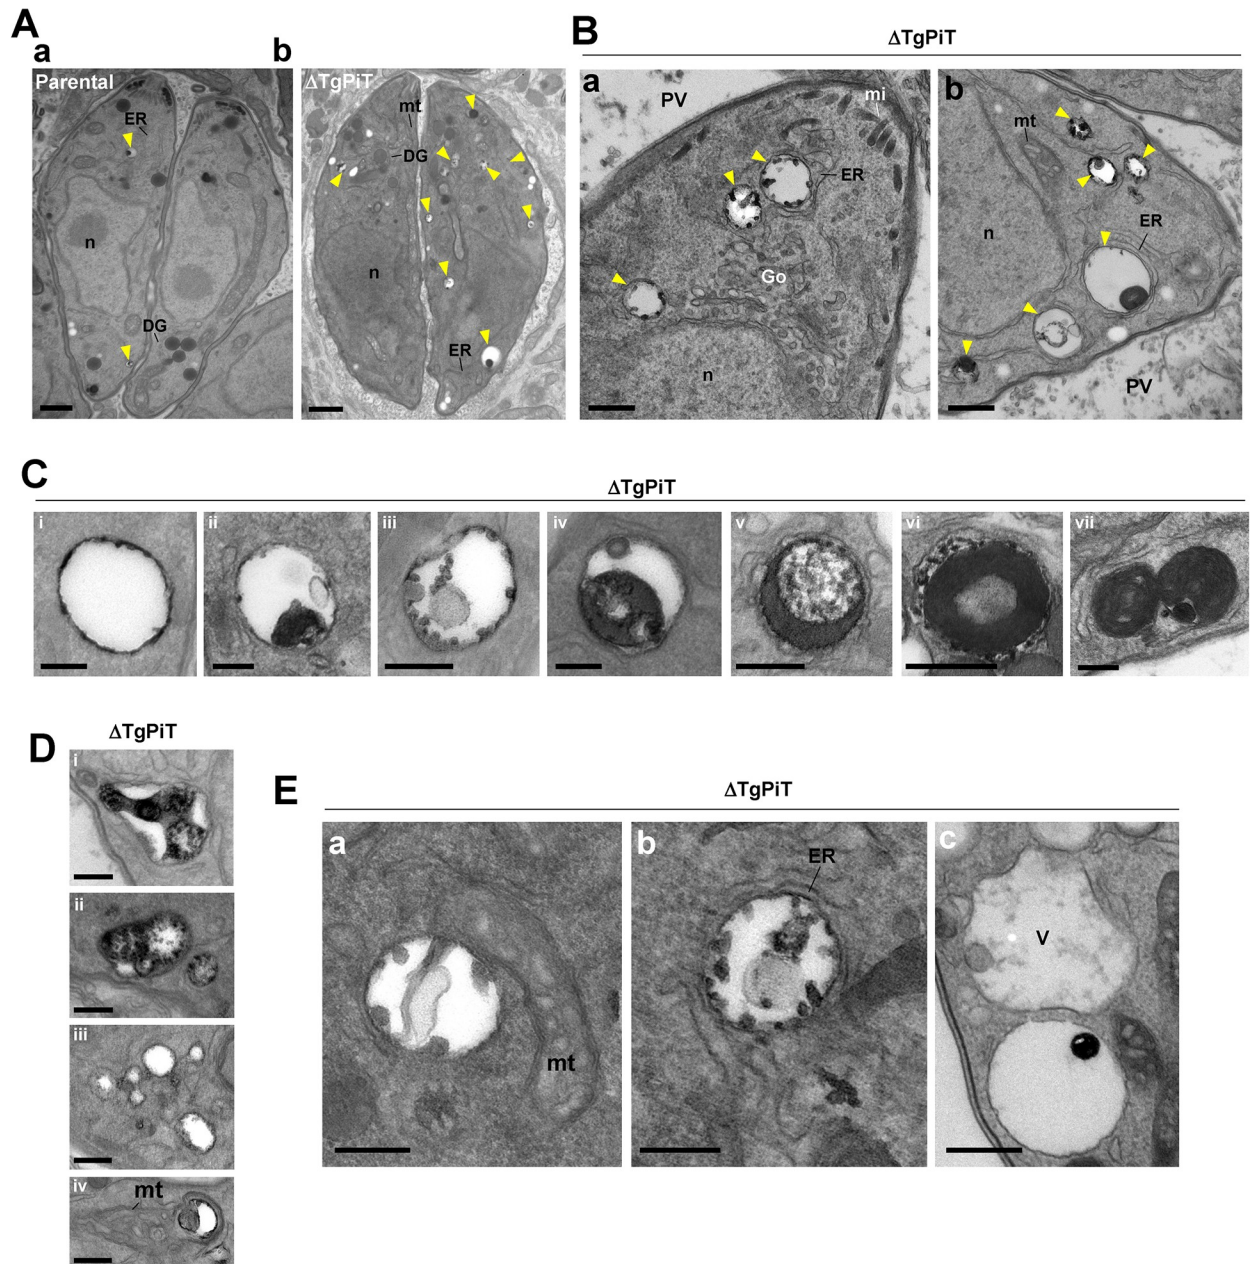 A
a
Parental
ER
n
DG
b
ΔTgPiT
mt
DG
n
ER
B
ΔTgPiT
a
PV
mi
ER
Go
n
b
mt
n
ER
PV
C
ΔTgPiT
i
ii
iii
iv
v
vi
vii
D
ΔTgPiT
i
ii
iii
iv
mt
E
ΔTgPiT
a
mt
b
ER
c
V